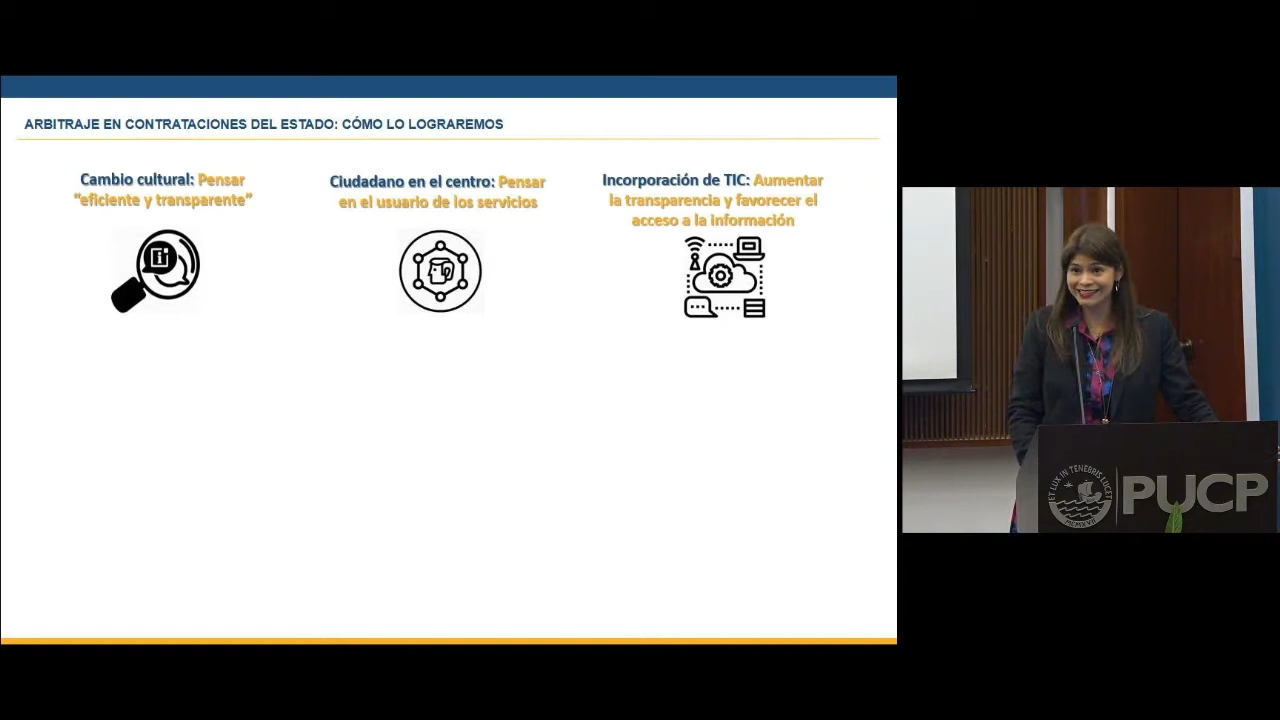 ARBITRAJE EN CONTRATACIONES DEL ESTADO: CÓMO LO LOGRAREMOS
Cambio cultural: Pensar
"eficiente y transparente"
Ciudadano en el centro: Pensar
en el usuario de los servicios
Incorporación de TIC: Aumentar
la transparencia y favorecer el
acceso a la información
ET LUX IN TENEBRIS LUCET
PUCP